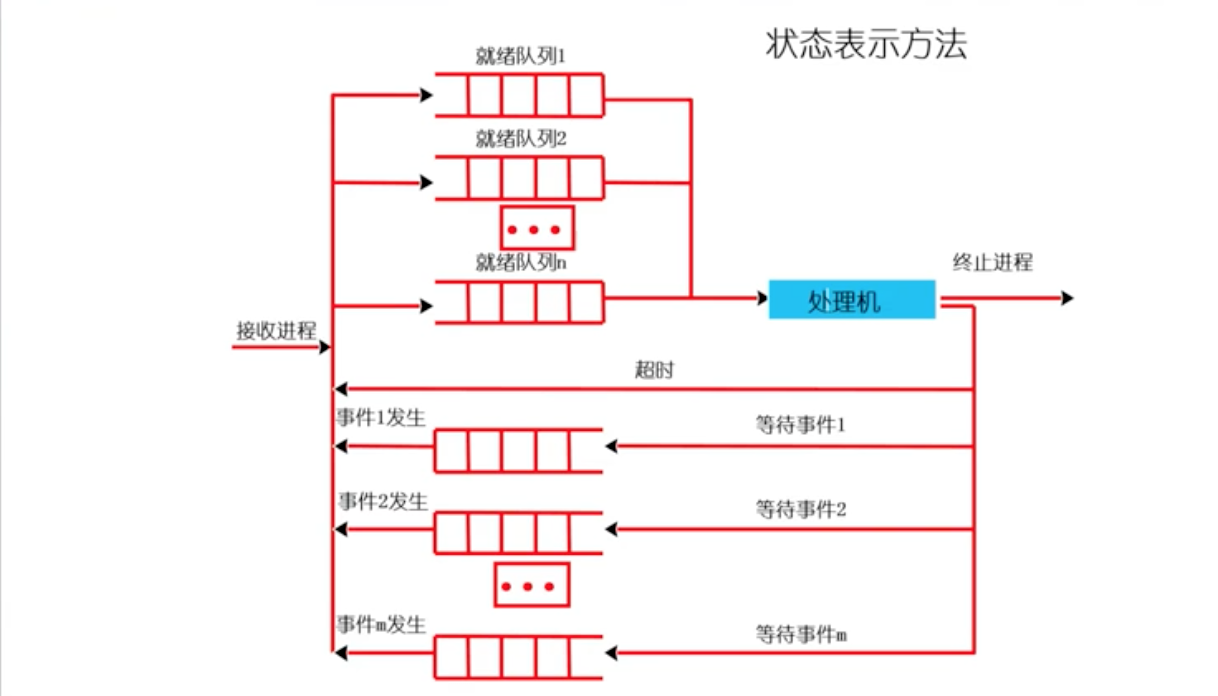 状态表示方法
就绪队列1
就绪队列2
就绪队列n
终止进程
处理机
接收进程
超时
事件1发生
等待事件1
事件2发生
等待事件2
事件m发生
等待事件m